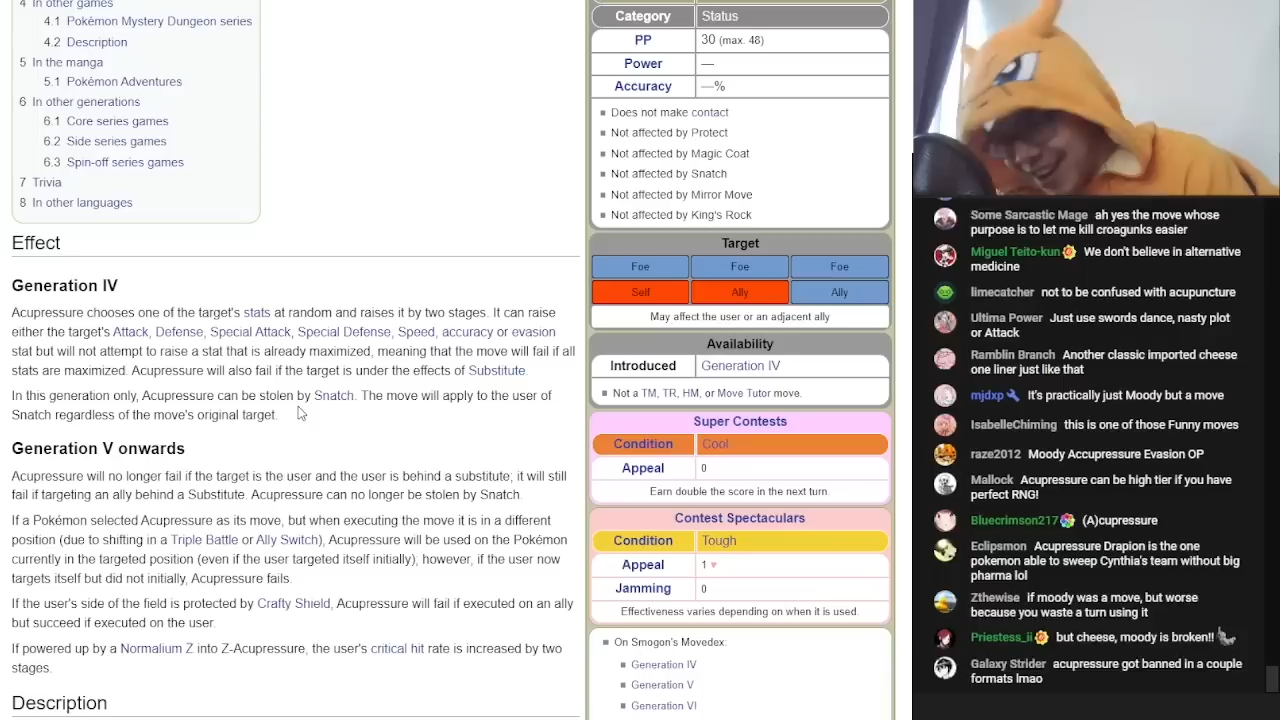 4 In other games
4.1 Pokémon Mystery Dungeon series
4.2 Description
5 In the manga
5.1 Pokémon Adventures
6 In other generations
6.1 Core series games
6.2 Side series games
6.3 Spin-off series games
7 Trivia
8 In other languages
Effect
Generation IV
Acupressure chooses one of the target's stats at random and raises it by two stages. It can raise
either the target's Attack, Defense, Special Attack, Special Defense, Speed, accuracy or evasion
stat but will not attempt to raise a stat that is already maximized, meaning that the move will fail if all
stats are maximized. Acupressure will also fail if the target is under the effects of Substitute.
In this generation only, Acupressure can be stolen by Snatch. The move will apply to the user of
Snatch regardless of the move's original target.
Generation V onwards
Acupressure will no longer fail if the target is the user and the user is behind a substitute; it will still
fail if targeting an ally behind a Substitute. Acupressure can no longer be stolen by Snatch.
If a Pokémon selected Acupressure as its move, but when executing the move it is in a different
position (due to shifting in a Triple Battle or Ally Switch), Acupressure will be used on the Pokémon
currently in the targeted position (even if the user targeted itself initially); however, if the user now
targets itself but did not initially, Acupressure fails.
If the user's side of the field is protected by Crafty Shield, Acupressure will fail if executed on an ally
but succeed if executed on the user.
If powered up by a Normalium Z into Z-Acupressure, the user's critical hit rate is increased by two
stages.
Description
Category Status
PP 30 (max. 48)
Power —
Accuracy —%
Does not make contact
Not affected by Protect
Not affected by Magic Coat
Not affected by Snatch
Not affected by Mirror Move
Not affected by King's Rock
Target
Foe Foe Foe
Self Ally Ally
May affect the user or an adjacent ally
Availability
Introduced Generation IV
Not a TM, TR, HM, or Move Tutor move.
Super Contests
Condition Cool
Appeal 0
Earn double the score in the next turn.
Contest Spectaculars
Condition Tough
Appeal 1 ♥
Jamming 0
Effectiveness varies depending on when it is used.
On Smogon's Movedex:
Generation IV
Generation V
Generation VI
Some Sarcastic Mage ah yes the move whose
purpose is to let me kill croagunks easier
Miguel Teito-kun We don't believe in alternative
medicine
limecatcher not to be confused with acupuncture
Ultima Power Just use swords dance, nasty plot
or Attack
Ramblin Branch Another classic imported cheese
one liner just like that
mjdxp It's practically just Moody but a move
IsabelleChiming this is one of those Funny moves
raze2012 Moody Accupressure Evasion OP
Mallock Acupressure can be high tier if you have
perfect RNG!
Bluecrimson217 (A)cupressure
Eclipsmon Acupressure Drapion is the one
pokemon able to sweep Cynthia's team without big
pharma lol
Zthewise if moody was a move, but worse
because you waste a turn using it
Priestess_ii but cheese, moody is broken!!
Galaxy Strider acupressure got banned in a couple
formats lmao